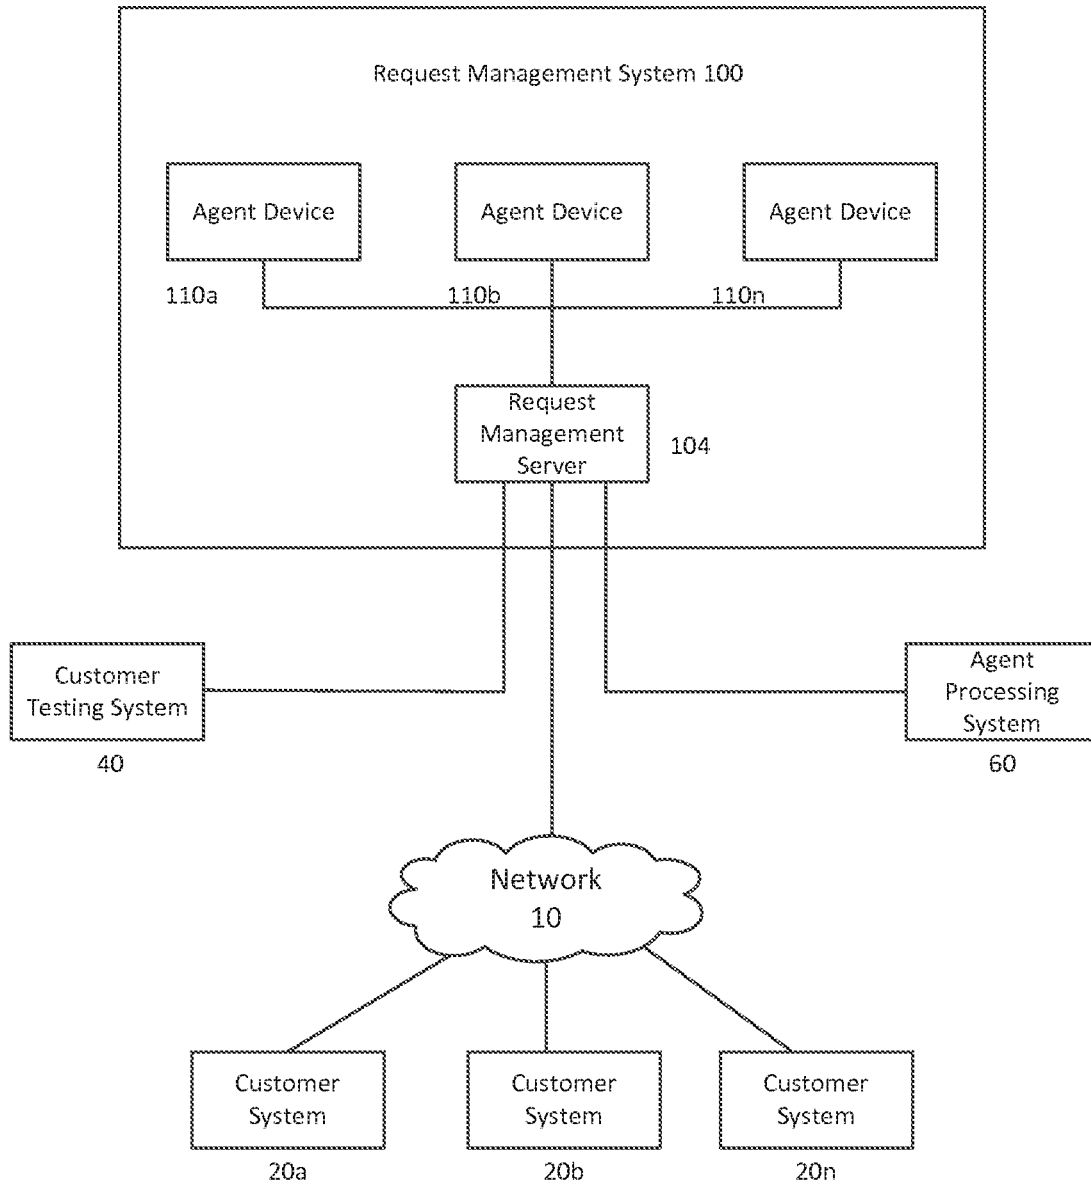 Request Management System 100
Agent Device
Agent Device
Agent Device
110a
110b
110n
Request
Management
Server
104
Customer
Testing System
40
Agent
Processing
System
60
Network
10
Customer
System
20a
Customer
System
20b
Customer
System
20n